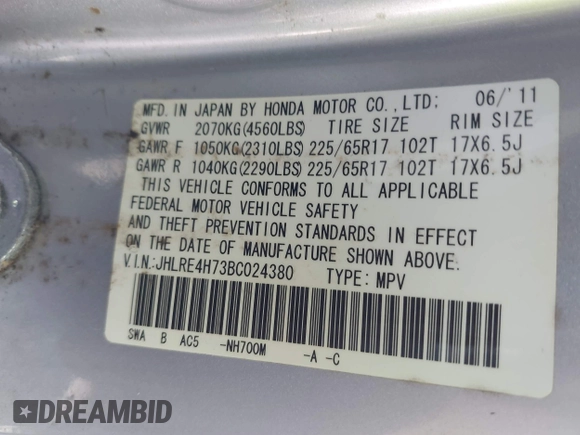 MFD. IN JAPAN BY HONDA MOTOR CO., LTD: 06/'11
GVWR 2070KG(4560LBS) TIRE SIZE RIM SIZE
GAWR F 1050KG(2310LBS) 225/65R17 102T 17X6.5J
GAWR R 1040KG(2290LBS) 225/65R17 102T 17X6.5J
THIS VEHICLE CONFORMS TO ALL APPLICABLE
FEDERAL MOTOR VEHICLE SAFETY
AND THEFT PREVENTION STANDARDS IN EFFECT
ON THE DATE OF MANUFACTURE SHOWN ABOVE.
V.I.N.:JHLRE4H73BC024380 TYPE: MPV
SWA B AC5 -NH700M -A -C
DREAMBID